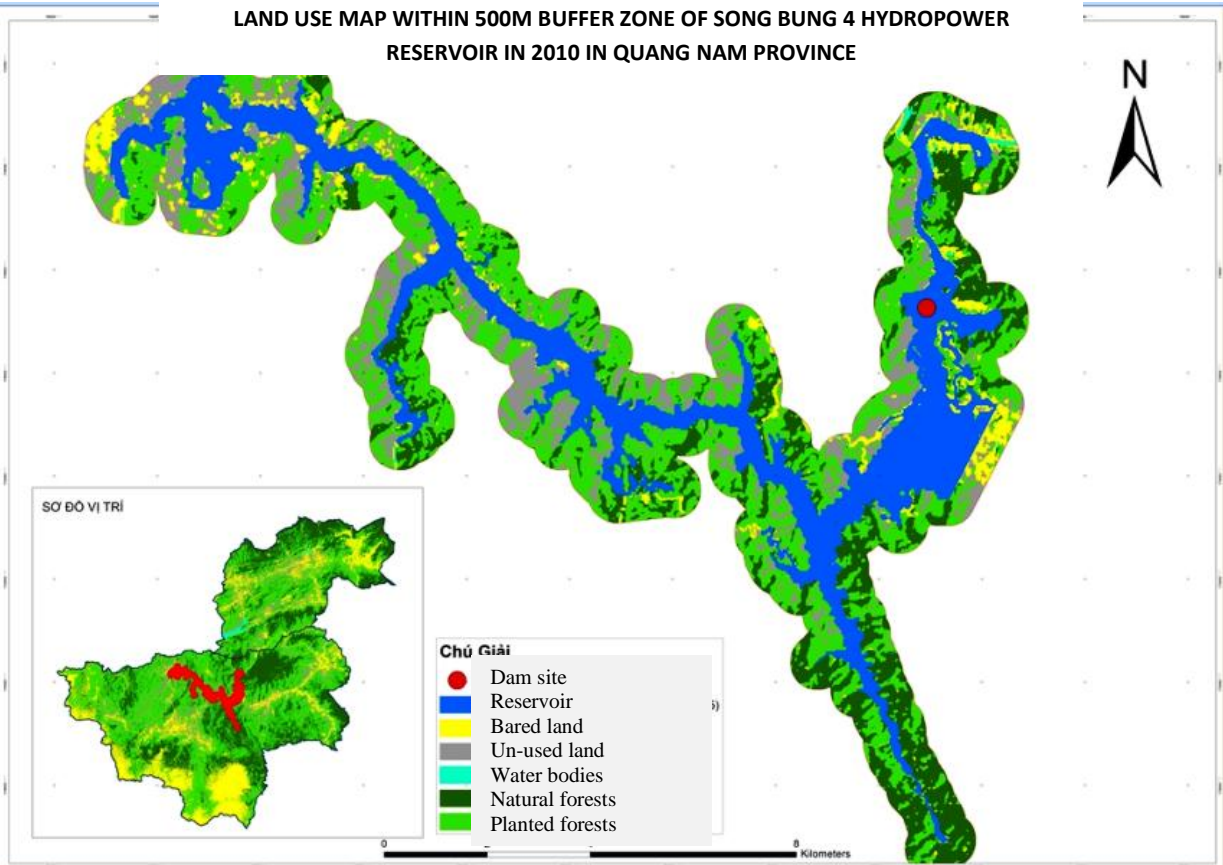 LAND USE MAP WITHIN 500M BUFFER ZONE OF SONG BUNG 4 HYDROPOWER
RESERVOIR IN 2010 IN QUANG NAM PROVINCE
N
SƠ ĐỒ VỊ TRÍ
Chú Giải
Dam site
Reservoir
Bared land
Un-used land
Water bodies
Natural forests
Planted forests
5)
0 8
Kilometers